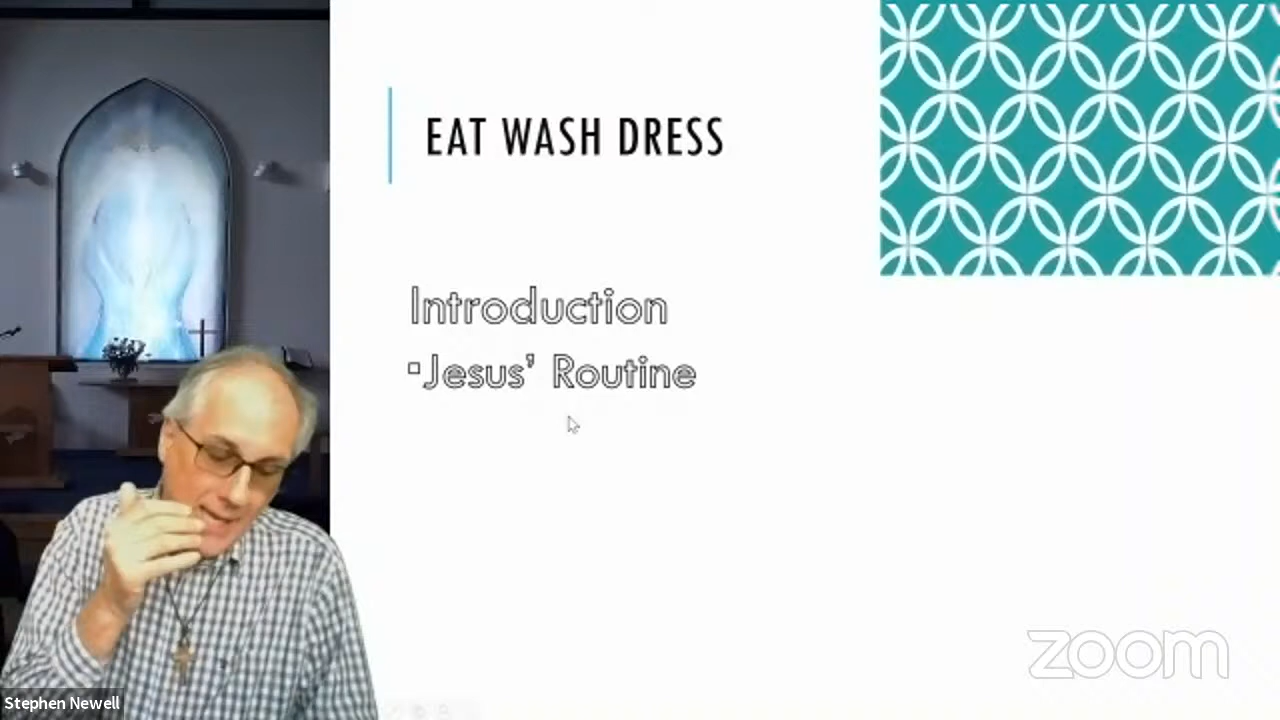 EAT WASH DRESS
Introduction
▫Jesus' Routine
zoom
Stephen Newell